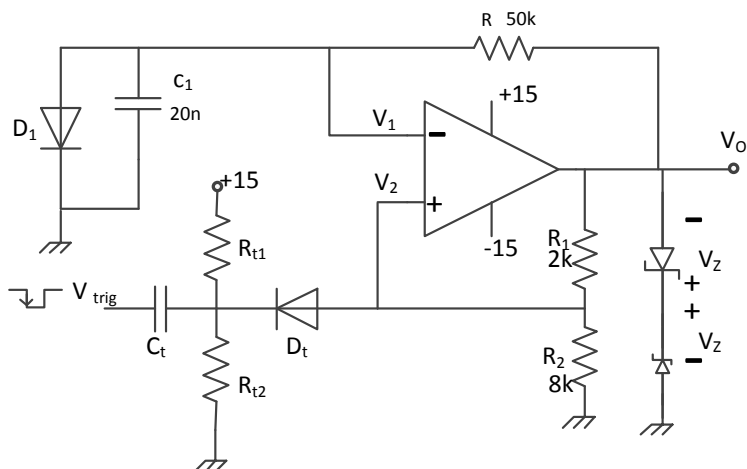 R 50k
C1
20n
D1
+15
V1
-
V2
+
-15
VO
+15
Rt1
V trig
Ct
Dt
Rt2
R1
2k
R2
8k
-
VZ
+
+
VZ
-